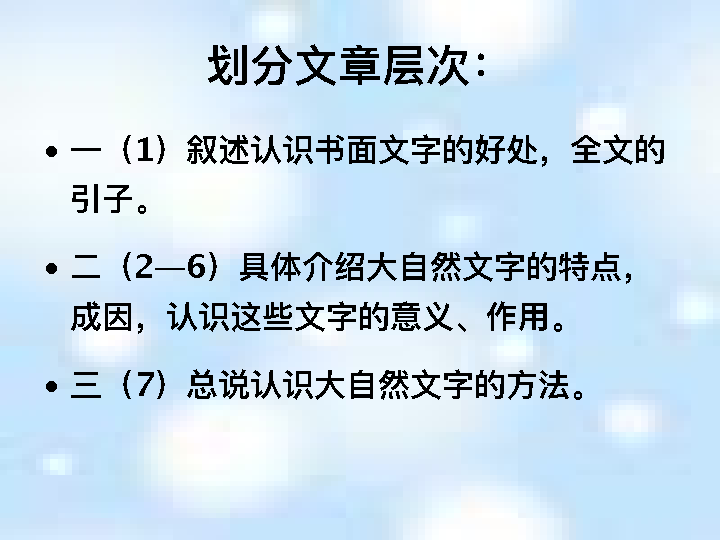 划分文章层次：
• 一（1）叙述认识书面文字的好处，全文的
引子。
• 二（2—6）具体介绍大自然文字的特点，
成因，认识这些文字的意义、作用。
• 三（7）总说认识大自然文字的方法。